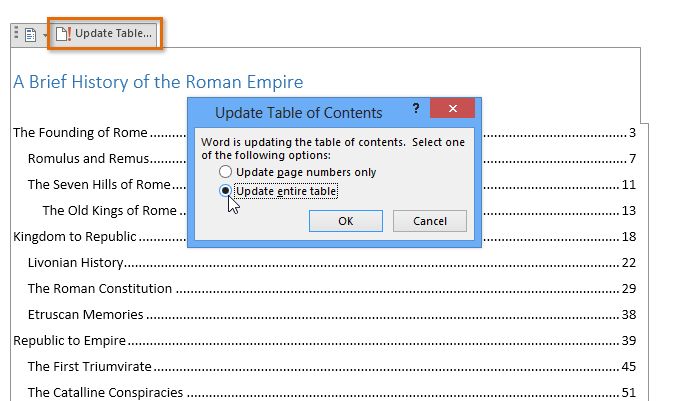 Update Table...
A Brief History of the Roman Empire
Update Table of Contents
? x
Word is updating the table of contents. Select one
of the following options:
Update page numbers only
Update entire table
OK Cancel
The Founding of Rome 3
Romulus and Remus 7
The Seven Hills of Rome 11
The Old Kings of Rome 13
Kingdom to Republic 18
Livonian History 22
The Roman Constitution 29
Etruscan Memories 38
Republic to Empire 39
The First Triumvirate 45
The Catalline Conspiracies 51